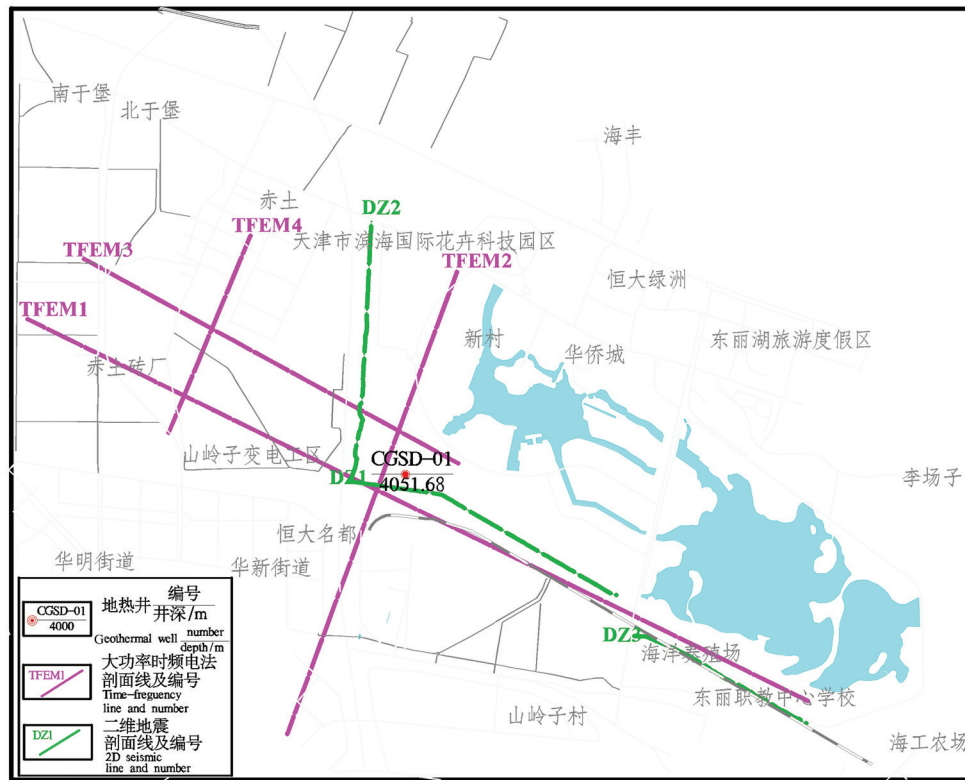 南于堡
北于堡
海丰
赤土
DZ2
TFEM4
天津市滨海国际花卉科技园区
TFEM3
TFEM2
恒大绿洲
TFEM1
新村
东丽湖旅游度假区
华侨城
赤土砖厂
山岭子变电工区
CGSD-01
DZ1
4051.68
李场子
恒大名都
华明街道
华新街道
DZ3
海洋养殖场
东丽职教中心学校
山岭子村
海工农场
CGSD-01
4000
地热井 编号
井深/m
Geothermal well number
depth/m
TFEM1
大功率时频电法
剖面线及编号
Time-freguency
line and number
DZ1
二维地震
剖面线及编号
2D seismic
line and number